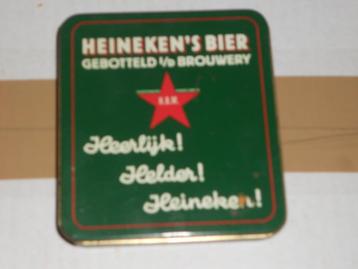 HEINEKEN'S BIER
GEBOTTELD I/D BROUWERY
H.B.M.
Heerlijk!
Helder!
Heineken!